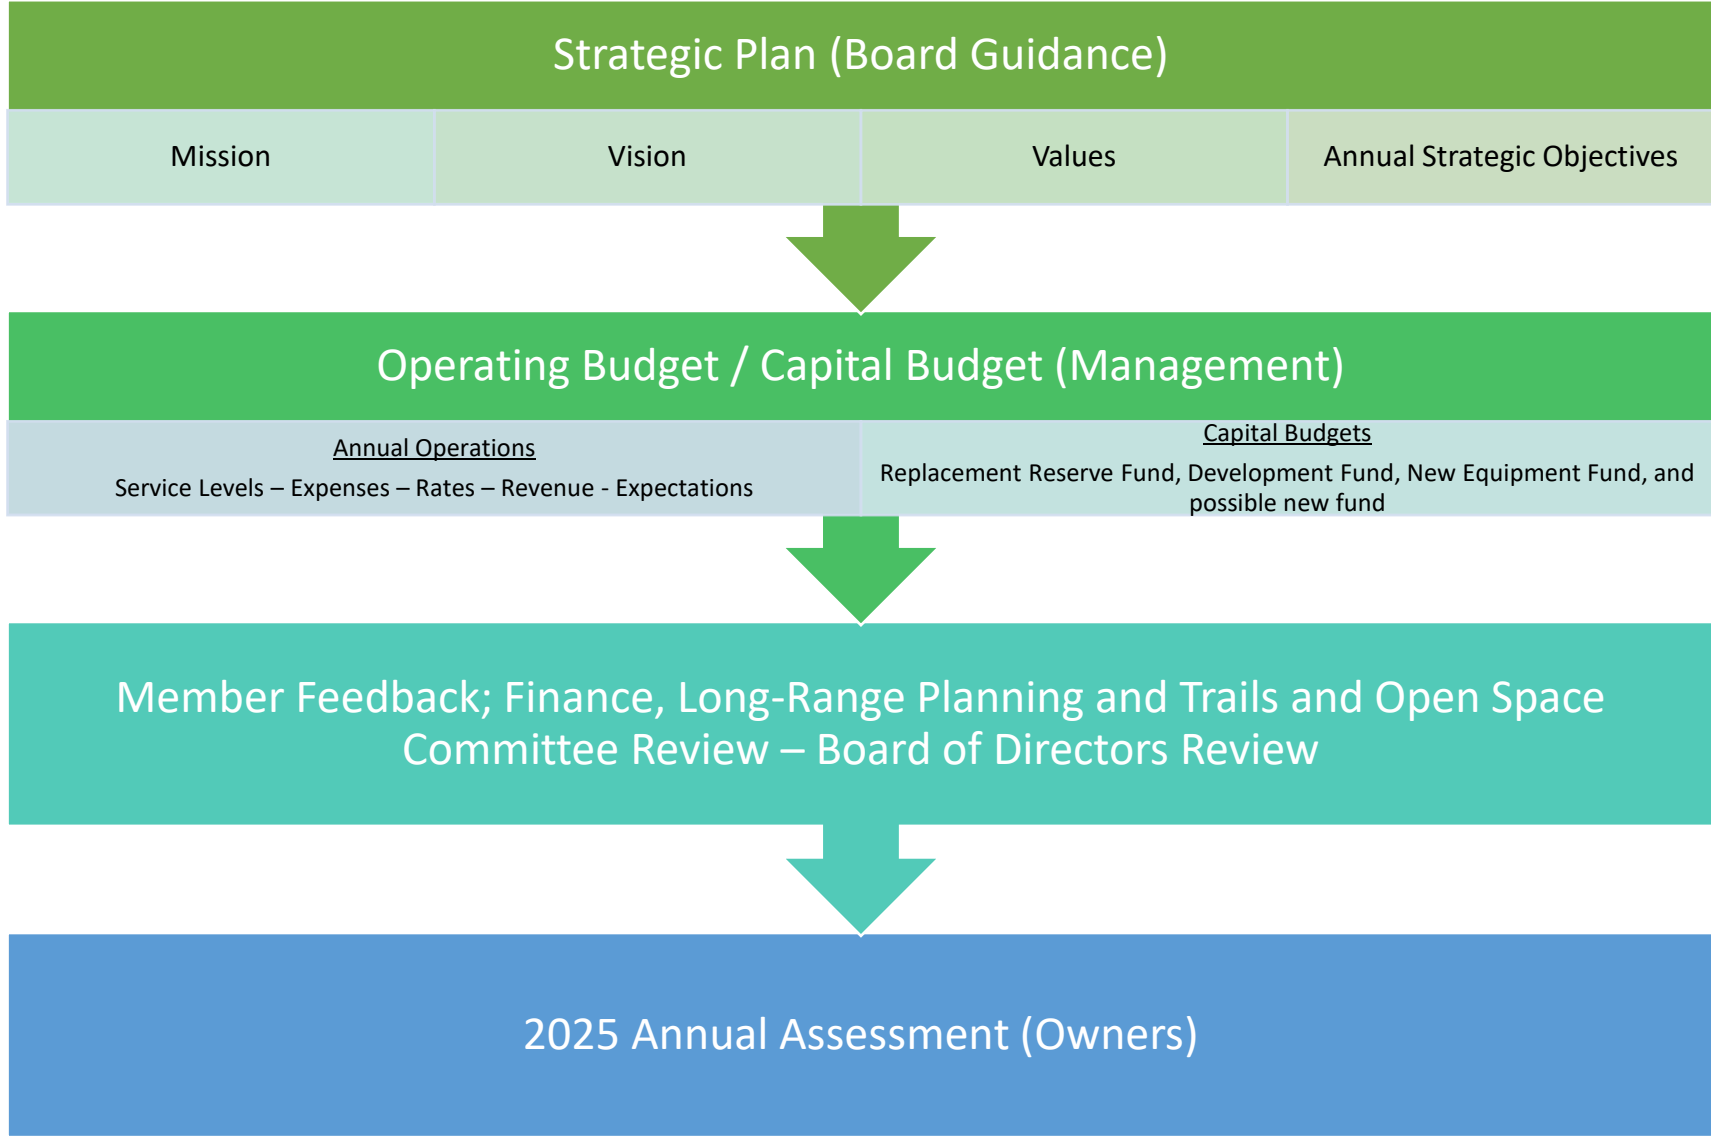 Strategic Plan (Board Guidance)
Mission
Vision
Values
Annual Strategic Objectives
Operating Budget / Capital Budget (Management)
Annual Operations
Service Levels – Expenses – Rates – Revenue - Expectations
Capital Budgets
Replacement Reserve Fund, Development Fund, New Equipment Fund, and
possible new fund
Member Feedback; Finance, Long-Range Planning and Trails and Open Space
Committee Review – Board of Directors Review
2025 Annual Assessment (Owners)